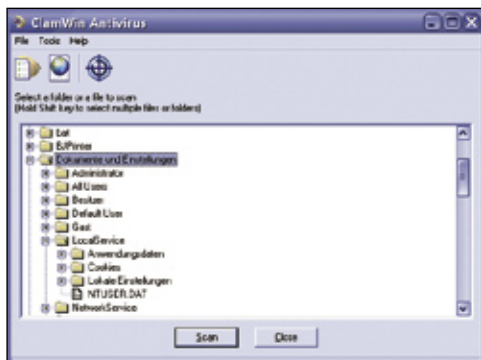 ClamWin Antivirus
File Tools Help
Select a folder or a file to scan
(Hold Shift key to select multiple files or folders)
bat
BJPrinter
Dokumente und Einstellungen
Administrator
All Users
Besitzer
Default User
Gast
LocalService
Anwendungsdaten
Cookies
Lokale Einstellungen
NTUSER.DAT
NetworkService
Scan Close